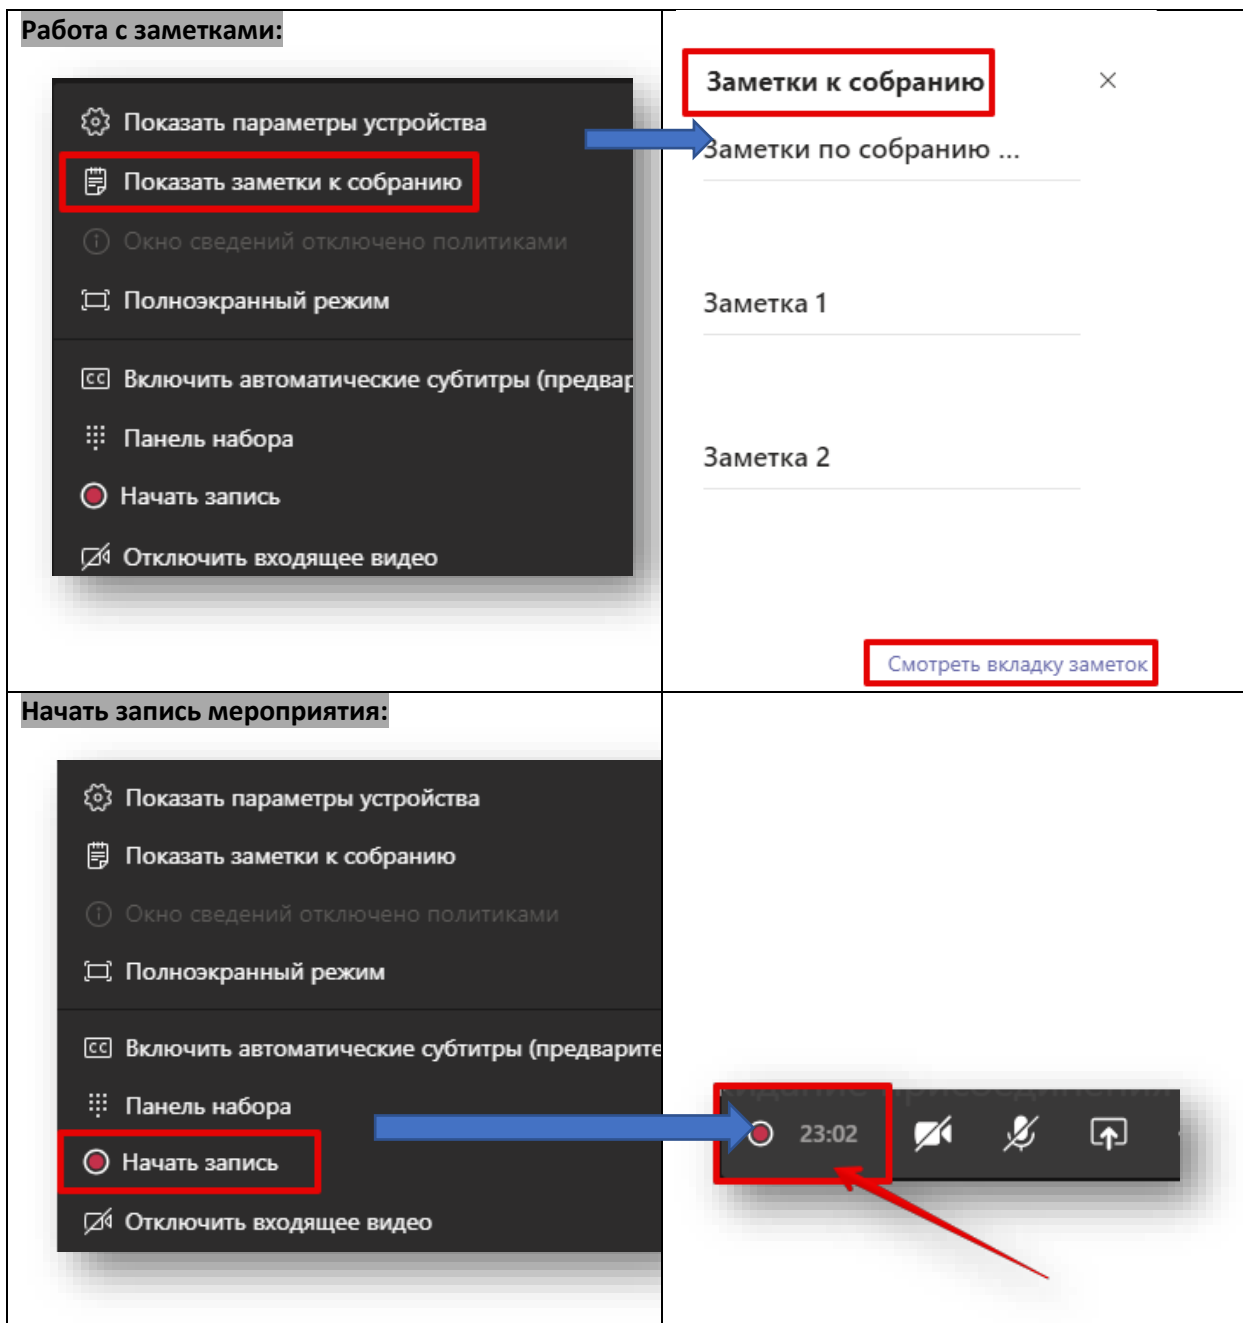 Работа с заметками:
Показать параметры устройства
Показать заметки к собранию
Окно сведений отключено политиками
Полноэкранный режим
CC Включить автоматические субтитры (предвар
Панель набора
Начать запись
Отключить входящее видео
Заметки к собранию
Заметки по собранию ...
Заметка 1
Заметка 2
Смотреть вкладку заметок
Начать запись мероприятия:
Показать параметры устройства
Показать заметки к собранию
Окно сведений отключено политиками
Полноэкранный режим
CC Включить автоматические субтитры (предварите
Панель набора
Начать запись
Отключить входящее видео
23:02